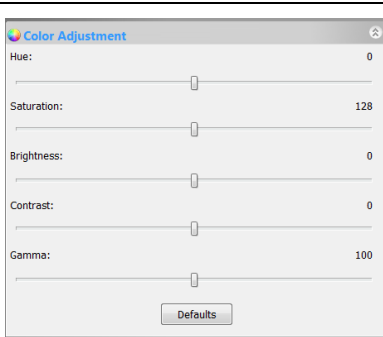 Color Adjustment
Hue: 0
Saturation: 128
Brightness: 0
Contrast: 0
Gamma: 100
Defaults